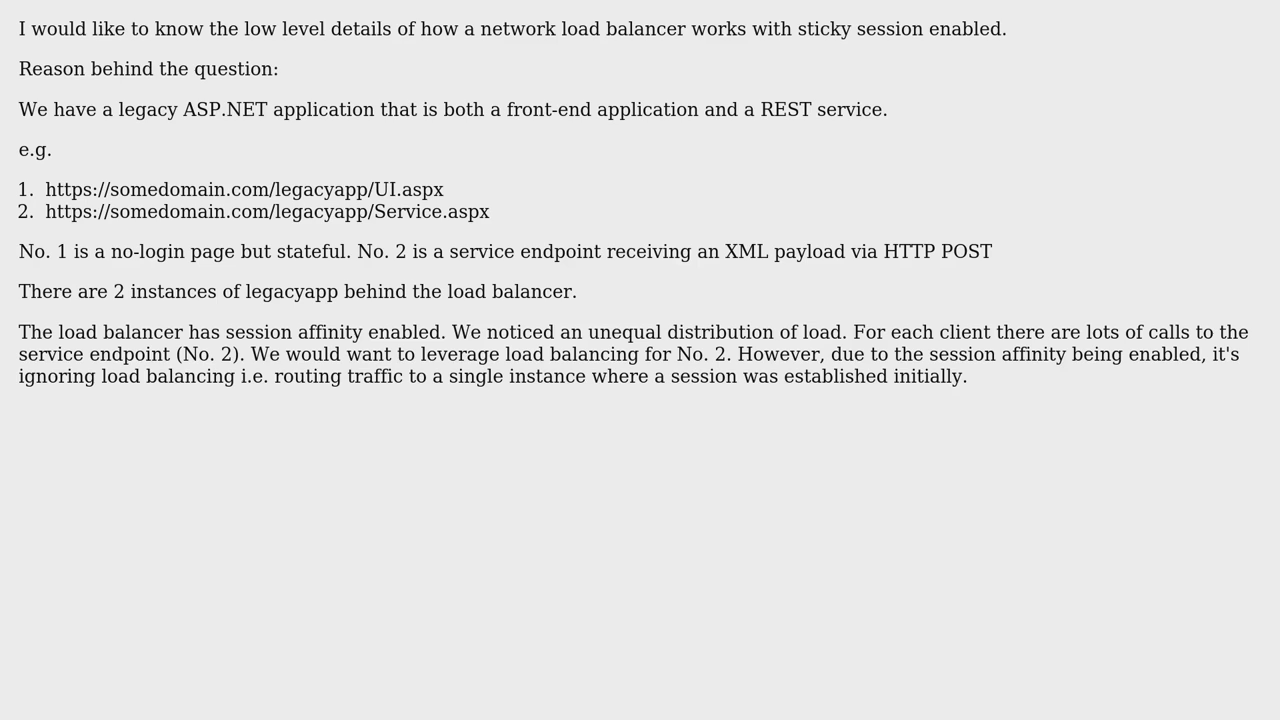 I would like to know the low level details of how a network load balancer works with sticky session enabled.
Reason behind the question:
We have a legacy ASP.NET application that is both a front-end application and a REST service.
e.g.
1. https://somedomain.com/legacyapp/UI.aspx
2. https://somedomain.com/legacyapp/Service.aspx
No. 1 is a no-login page but stateful. No. 2 is a service endpoint receiving an XML payload via HTTP POST
There are 2 instances of legacyapp behind the load balancer.
The load balancer has session affinity enabled. We noticed an unequal distribution of load. For each client there are lots of calls to the
service endpoint (No. 2). We would want to leverage load balancing for No. 2. However, due to the session affinity being enabled, it's
ignoring load balancing i.e. routing traffic to a single instance where a session was established initially.